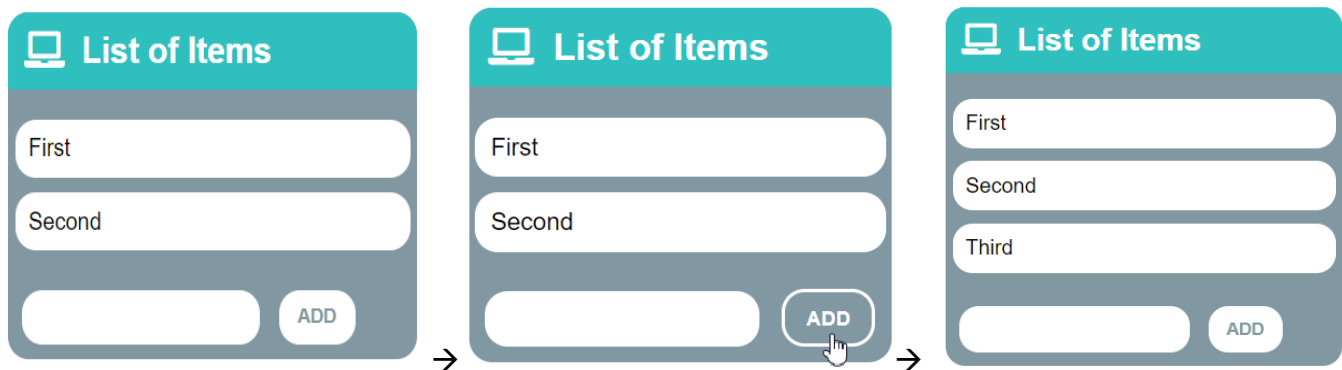 List of Items
First
Second
ADD
→
List of Items
First
Second
ADD
→
List of Items
First
Second
Third
ADD